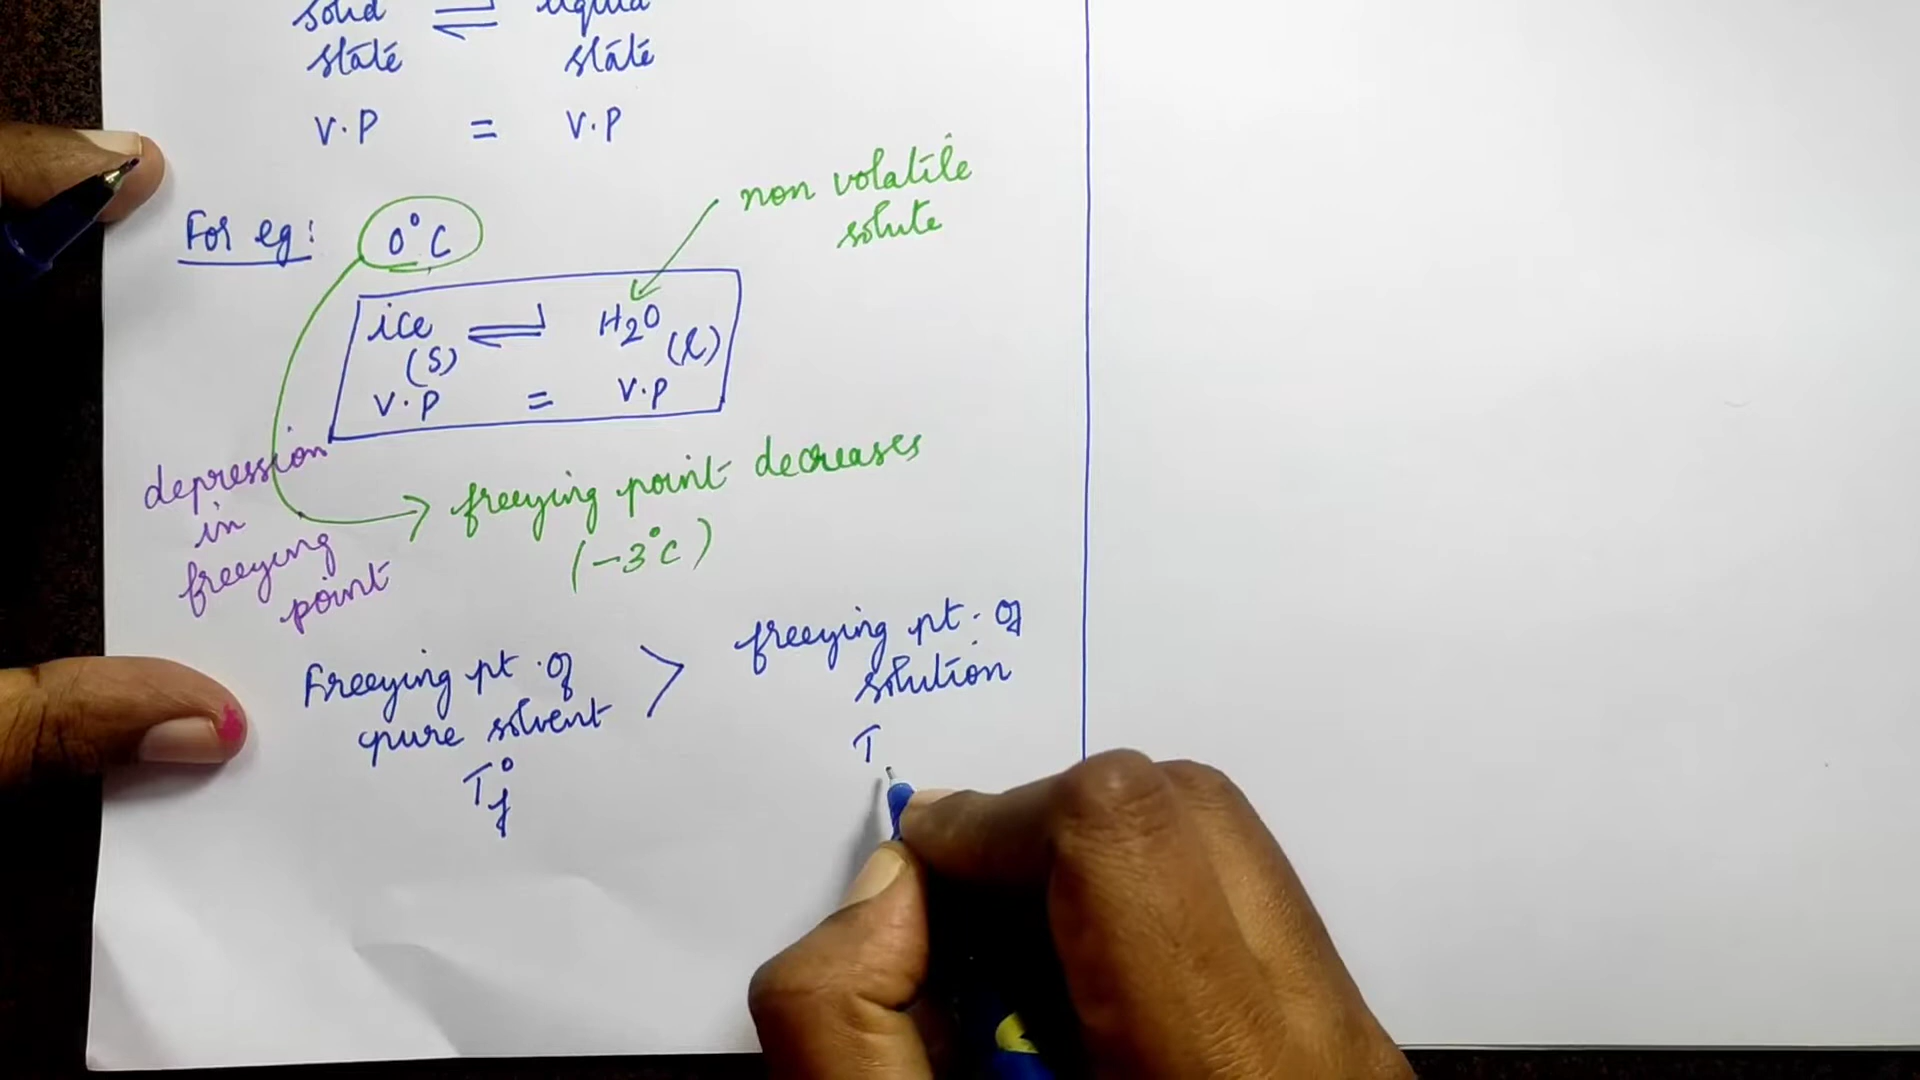 solid ⇌ liquid
state state
V.P = V.P
For eg: 0°C
non volatile
solute
ice ⇌ H2O
(S) (l)
V.P = V.P
depression
in
freezing
point
freezing point decreases
(-3°C)
Freezing pt. of
pure solvent
>
freezing pt. of
solution
T°f
T